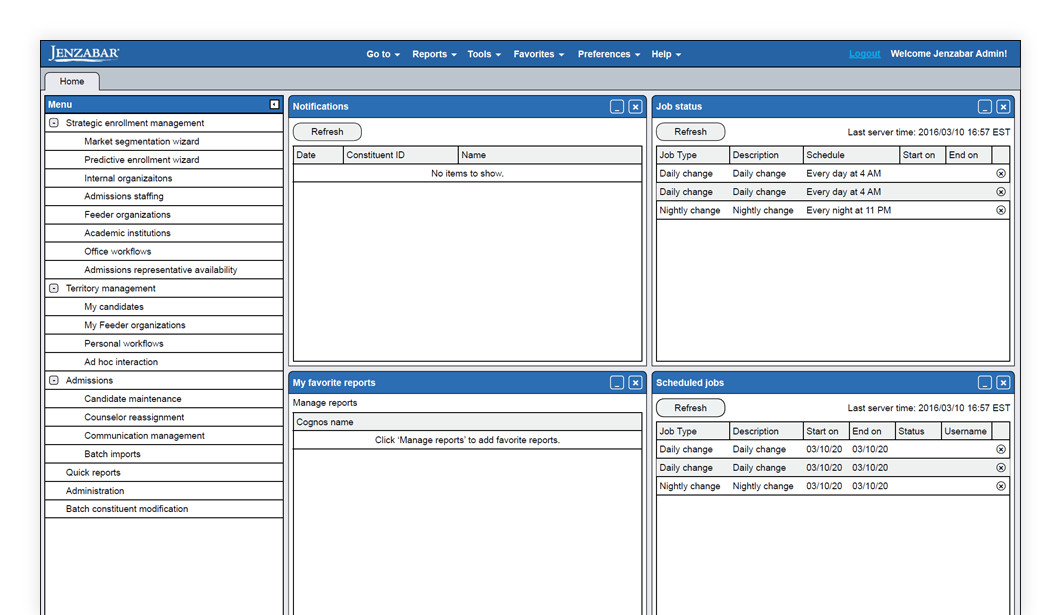 JENZABAR
Go to Reports Tools Favorites Preferences Help
Logout Welcome Jenzabar Admin!
Home
Menu
Strategic enrollment management
Market segmentation wizard
Predictive enrollment wizard
Internal organizaitons
Admissions staffing
Feeder organizations
Academic institutions
Office workflows
Admissions representative availability
Territory management
My candidates
My Feeder organizations
Personal workflows
Ad hoc interaction
Admissions
Candidate maintenance
Counselor reassignment
Communication management
Batch imports
Quick reports
Administration
Batch constituent modification
Notifications
Refresh
Date Constituent ID Name
No items to show.
Job status
Refresh Last server time: 2016/03/10 16:57 EST
Job Type Description Schedule Start on End on
Daily change Daily change Every day at 4 AM
Daily change Daily change Every day at 4 AM
Nightly change Nightly change Every night at 11 PM
My favorite reports
Manage reports
Cognos name
Click ‘Manage reports’ to add favorite reports.
Scheduled jobs
Refresh Last server time: 2016/03/10 16:57 EST
Job Type Description Start on End on Status Username
Daily change Daily change 03/10/20 03/10/20
Daily change Daily change 03/10/20 03/10/20
Nightly change Nightly change 03/10/20 03/10/20